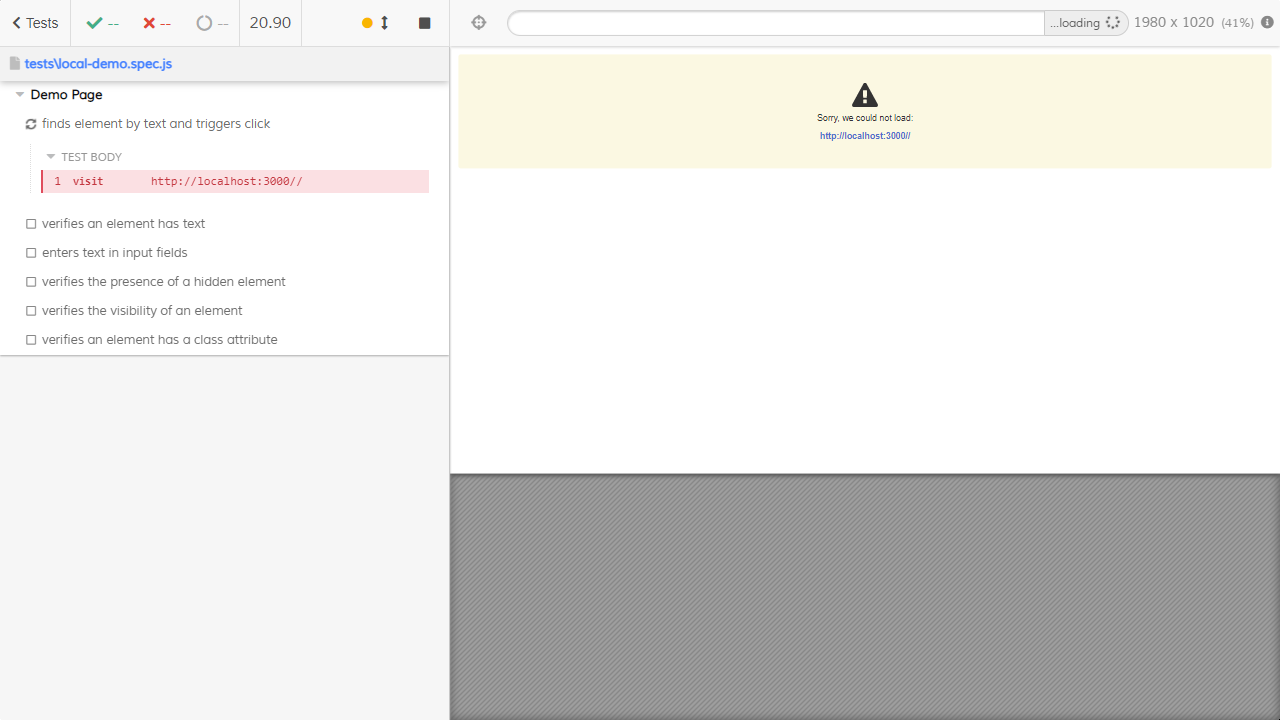 Tests -- -- -- 20.90
...loading 1980 x 1020 (41%)
tests\local-demo.spec.js
Demo Page
finds element by text and triggers click
TEST BODY
1 visit http://localhost:3000//
verifies an element has text
enters text in input fields
verifies the presence of a hidden element
verifies the visibility of an element
verifies an element has a class attribute
Sorry, we could not load:
http://localhost:3000//